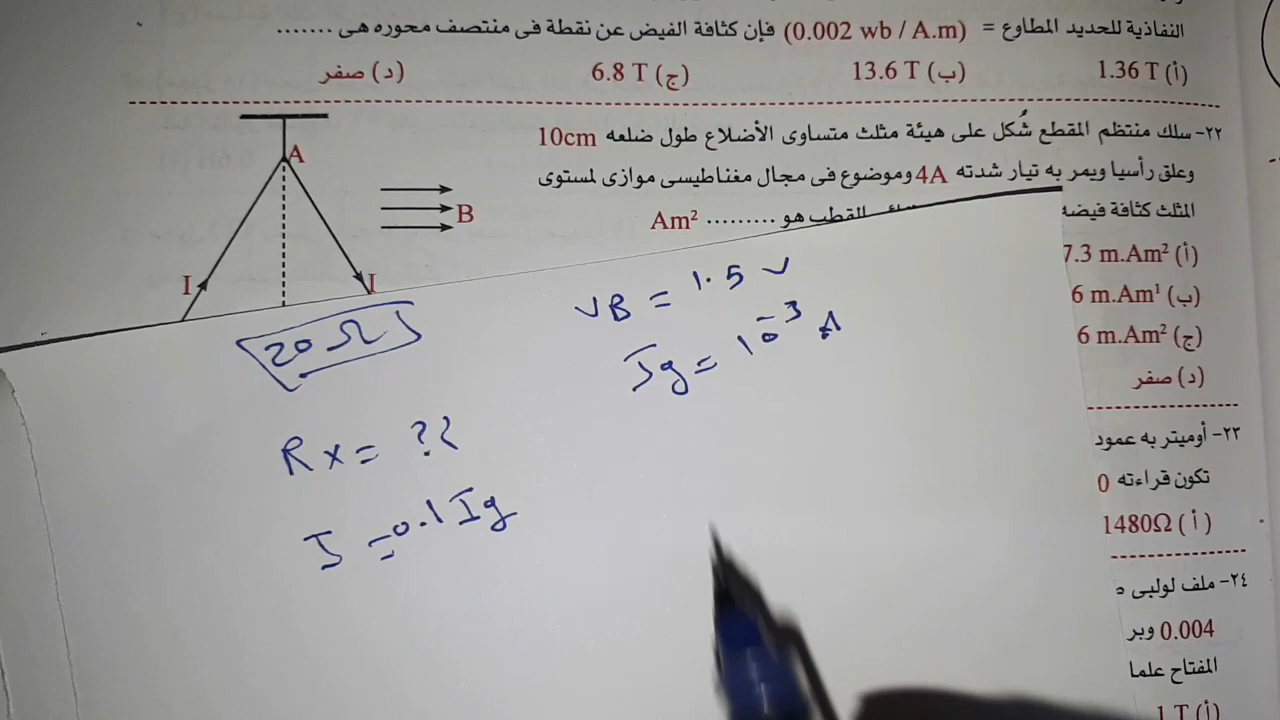 النفاذية للحديد المطاوع = (0.002 wb / A.m) فإن كثافة الفيض عن نقطة فى منتصف محوره هى .......
(أ) 1.36 T (ب) 13.6 T (ج) 6.8 T (د) صفر
٢٢- سلك منتظم المقطع شُكل على هيئة مثلث متساوى الأضلاع طول ضلعه 10cm
وعلق رأسيا ويمر به تيار شدته 4A وموضوع فى مجال مغناطيسى موازى لمستوى
المثلث كثافة فيضه القطب هو ......... Am²
A
B
I
I
(أ) 7.3 m.Am²
(ب) 6 m.Am¹
(ج) 6 m.Am²
(د) صفر
20 Ω
VB = 1.5 V
Ig = 10⁻³ A
Rx = ??
I = 0.1 Ig
٢٣- أوميتر به عمود
تكون قراءته 0
(أ) 1480Ω
٢٤- ملف لولبى
0.004 وبر
المفتاح علما
(أ) 1 T